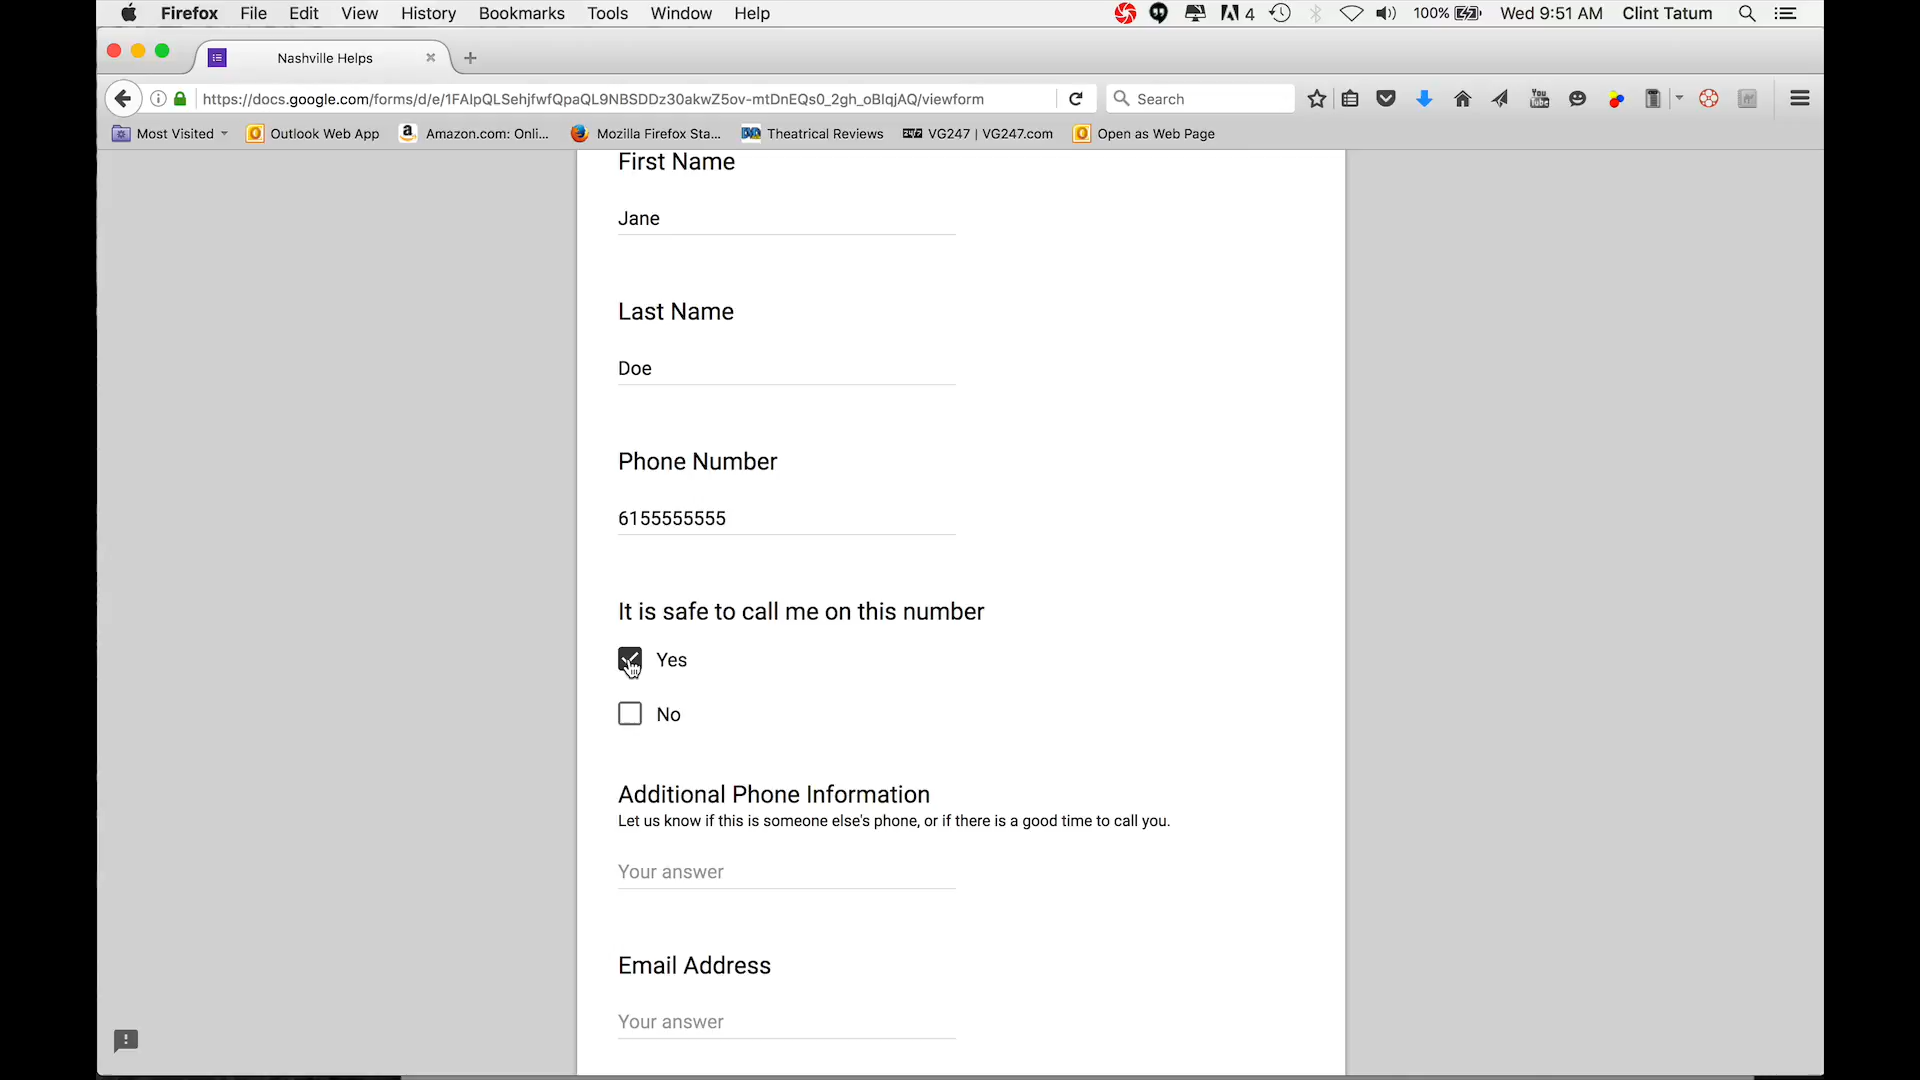 Firefox File Edit View History Bookmarks Tools Window Help 4 100% Wed 9:51 AM Clint Tatum
Nashville Helps
https://docs.google.com/forms/d/e/1FAIpQLSehjfwfQpaQL9NBSDDz30akwZ5ov-mtDnEQs0_2gh_oBIqjAQ/viewform Search
Most Visited Outlook Web App Amazon.com: Onli... Mozilla Firefox Sta... Theatrical Reviews VG247 | VG247.com Open as Web Page
First Name
Jane
Last Name
Doe
Phone Number
6155555555
It is safe to call me on this number
Yes
No
Additional Phone Information
Let us know if this is someone else's phone, or if there is a good time to call you.
Your answer
Email Address
Your answer